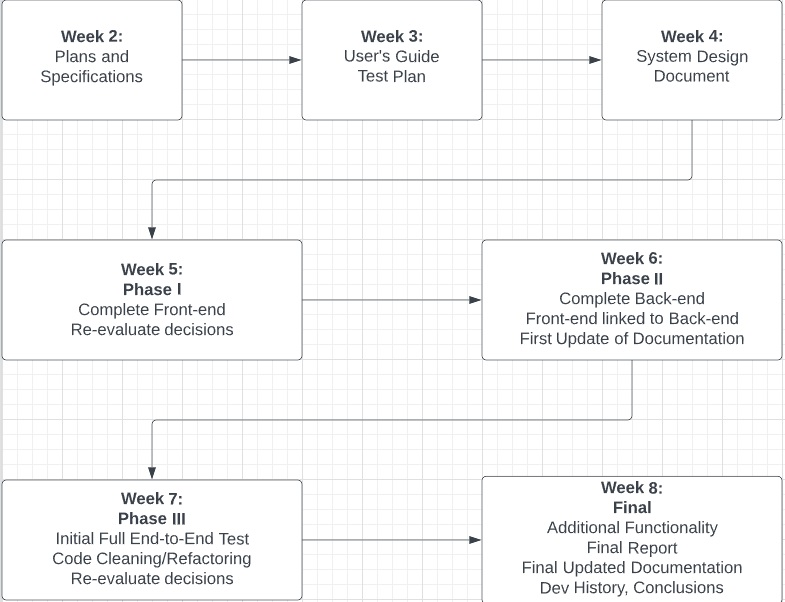 Week 2:
Plans and
Specifications
Week 3:
User's Guide
Test Plan
Week 4:
System Design
Document
Week 5:
Phase I
Complete Front-end
Re-evaluate decisions
Week 6:
Phase II
Complete Back-end
Front-end linked to Back-end
First Update of Documentation
Week 7:
Phase III
Initial Full End-to-End Test
Code Cleaning/Refactoring
Re-evaluate decisions
Week 8:
Final
Additional Functionality
Final Report
Final Updated Documentation
Dev History, Conclusions